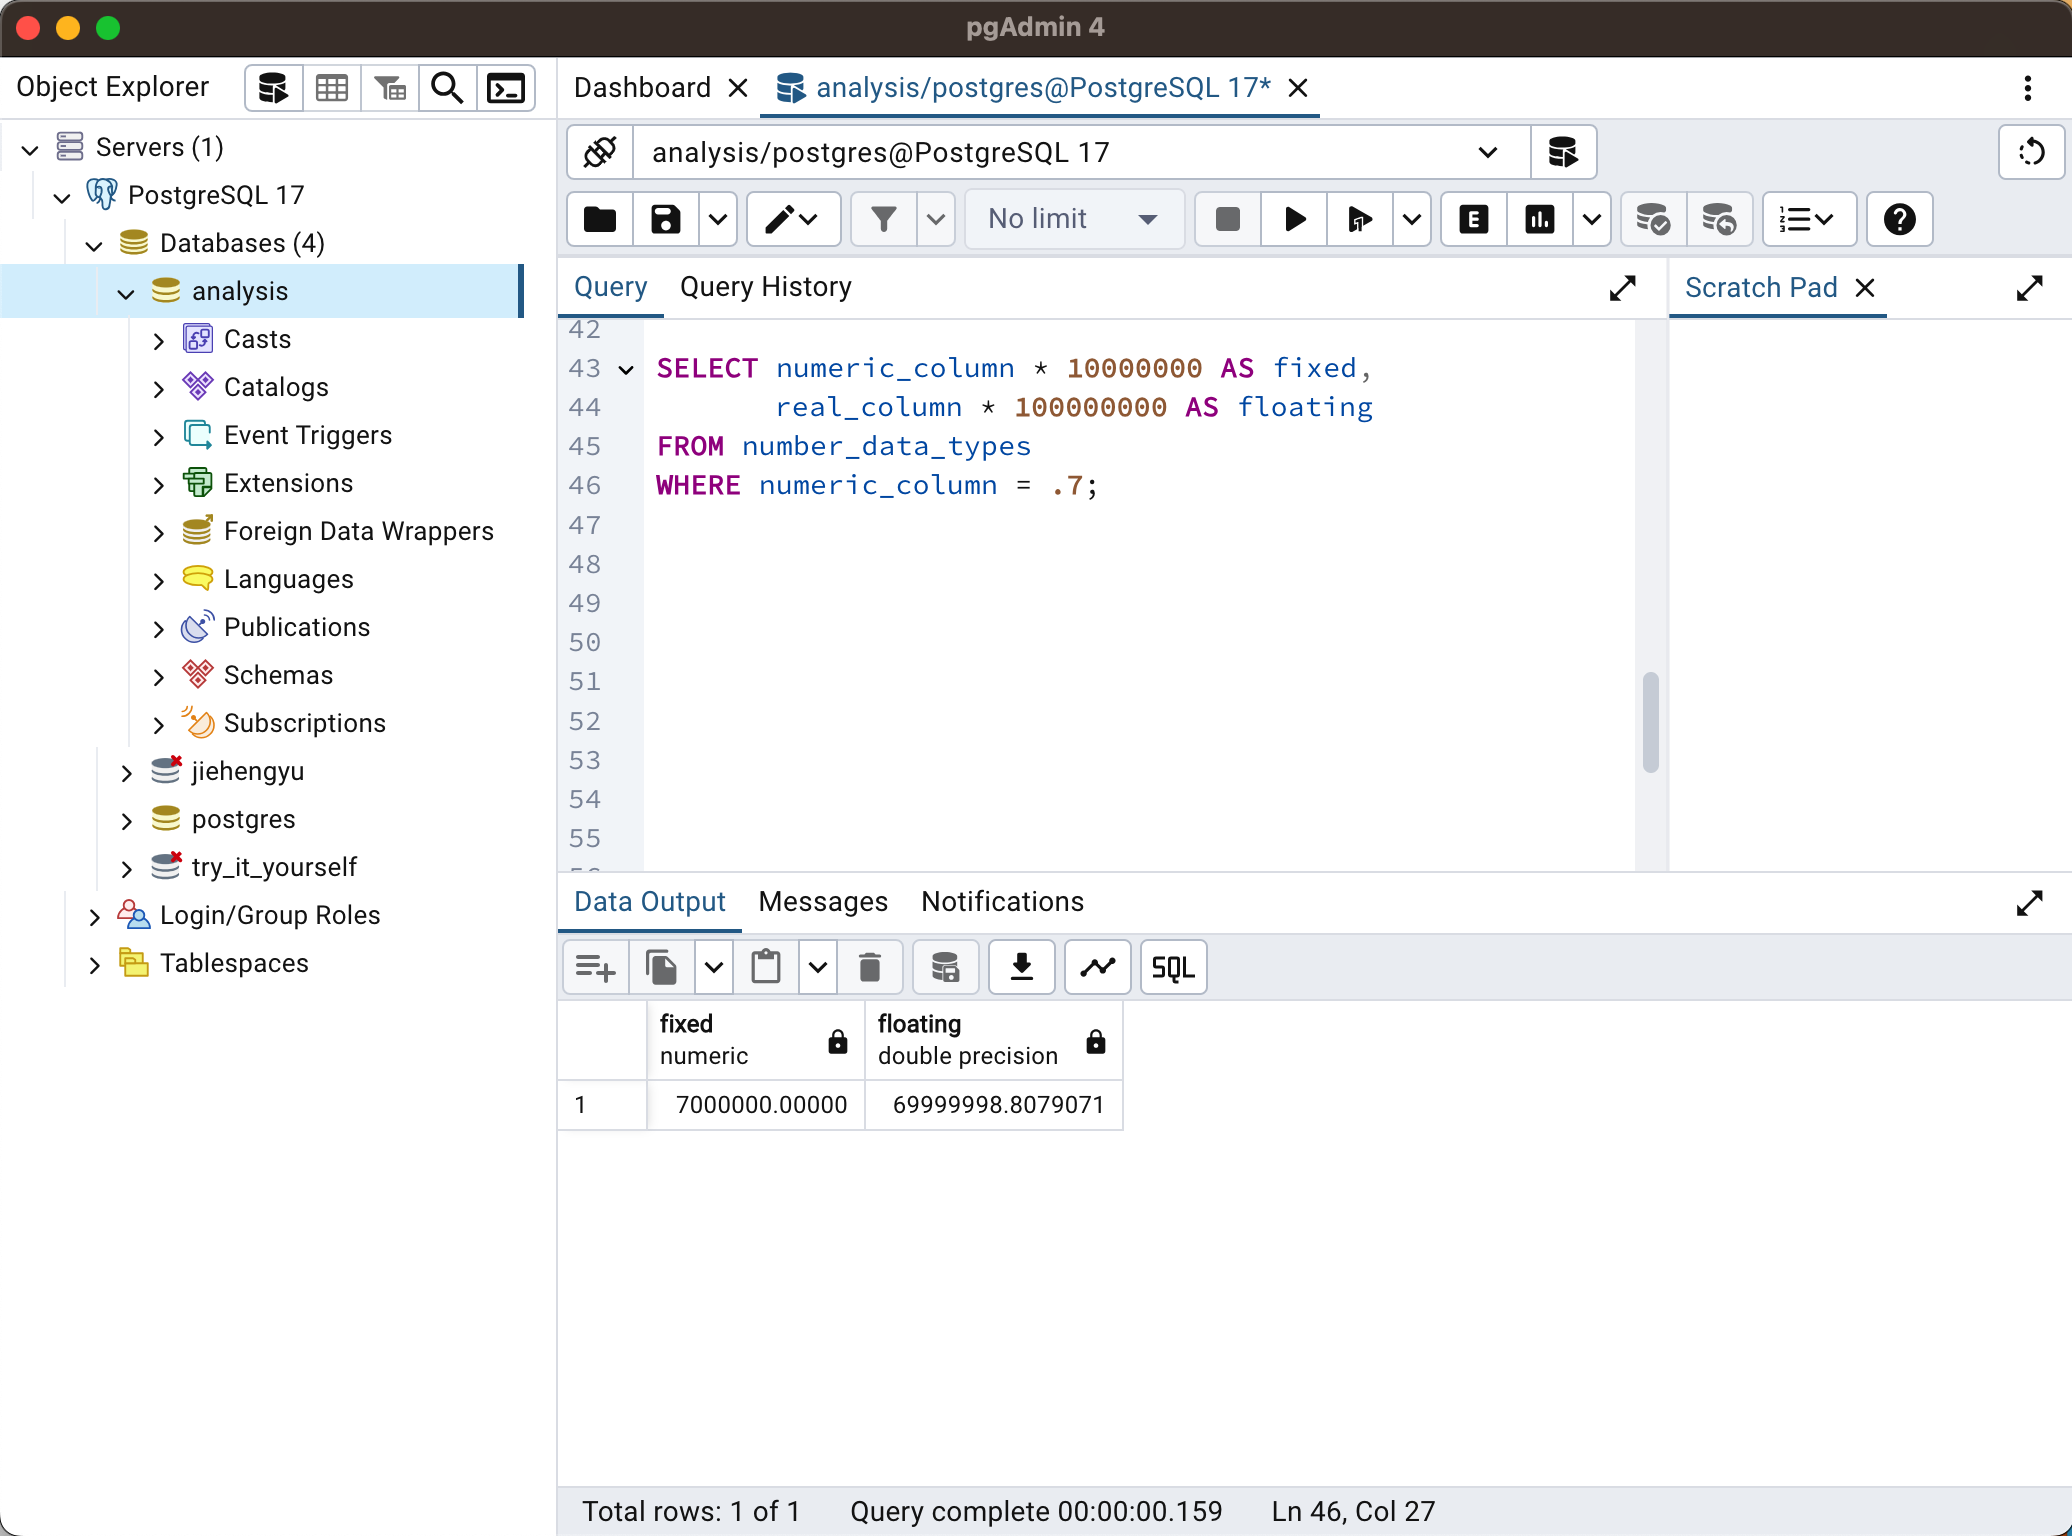 pgAdmin 4
Object Explorer
Dashboard
analysis/postgres@PostgreSQL 17*
Servers (1)
PostgreSQL 17
Databases (4)
analysis
Casts
Catalogs
Event Triggers
Extensions
Foreign Data Wrappers
Languages
Publications
Schemas
Subscriptions
jiehengyu
postgres
try_it_yourself
Login/Group Roles
Tablespaces
analysis/postgres@PostgreSQL 17
No limit
E
Query
Query History
Scratch Pad
42
43 SELECT numeric_column * 10000000 AS fixed,
44 real_column * 100000000 AS floating
45 FROM number_data_types
46 WHERE numeric_column = .7;
47
48
49
50
51
52
53
54
55
Data Output
Messages
Notifications
SQL
fixed
numeric
floating
double precision
1 7000000.00000 69999998.8079071
Total rows: 1 of 1
Query complete 00:00:00.159
Ln 46, Col 27